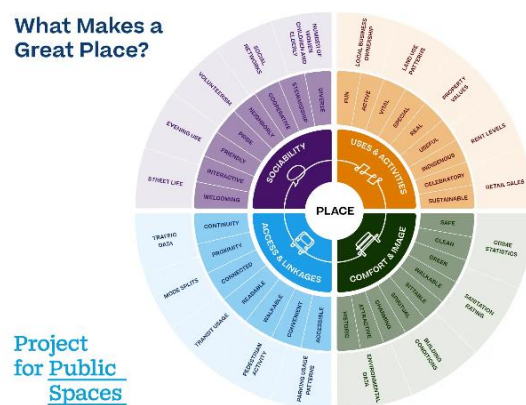 What Makes a
Great Place?
PLACE
SOCIABILITY
DIVERSE
STEWARDSHIP
COOPERATIVE
NEIGHBORLY
PRIDE
FRIENDLY
INTERACTIVE
WELCOMING
NUMBER OF
WOMEN
CHILDREN AND
ELDERLY
SOCIAL
NETWORKS
VOLUNTEERISM
EVENING USE
STREET LIFE
USES & ACTIVITIES
FUN
ACTIVE
VITAL
SPECIAL
REAL
USEFUL
INDIGENOUS
CELEBRATORY
SUSTAINABLE
LOCAL BUSINESS
OWNERSHIP
LAND USE
PATTERNS
PROPERTY
VALUES
RENT LEVELS
RETAIL SALES
COMFORT & IMAGE
SAFE
CLEAN
GREEN
WALKABLE
SITTABLE
SPIRITUAL
CHARMING
ATTRACTIVE
HISTORIC
CRIME
STATISTICS
SANITATION
RATING
BUILDING
CONDITIONS
ENVIRONMENTAL
DATA
ACCESS & LINKAGES
CONTINUITY
PROXIMITY
CONNECTED
READABLE
WALKABLE
CONVENIENT
ACCESSIBLE
TRAFFIC
DATA
MODE SPLITS
TRANSIT USAGE
PEDESTRIAN
ACTIVITY
PARKING USAGE
PATTERNS
Project
for Public
Spaces